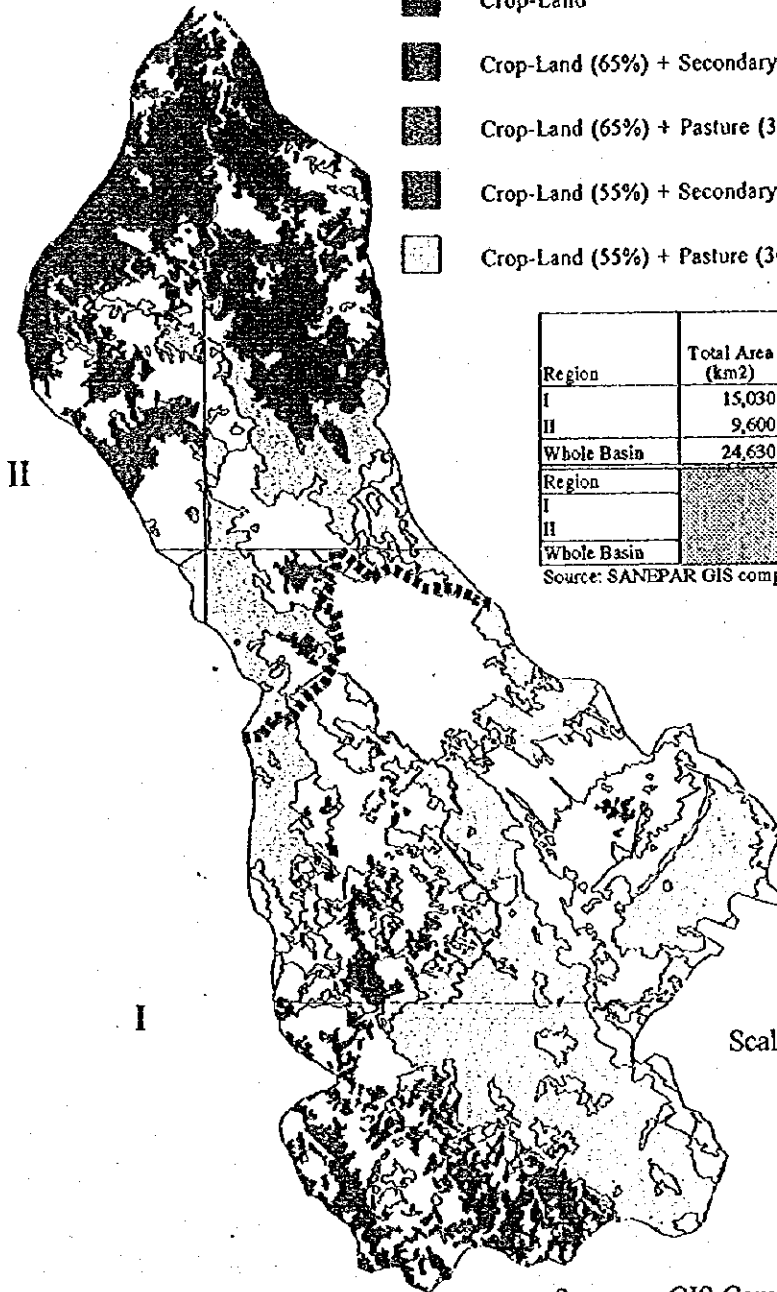 Crop-Land
Crop-Land (65%) + Secondary
Crop-Land (65%) + Pasture (3
Crop-Land (55%) + Secondary
Crop-Land (55%) + Pasture (3
Region Total Area (km2)
I 15,030
II 9,600
Whole Basin 24,630
Region
I
II
Whole Basin
Source: SANEPAR GIS comp
II
I
Scal